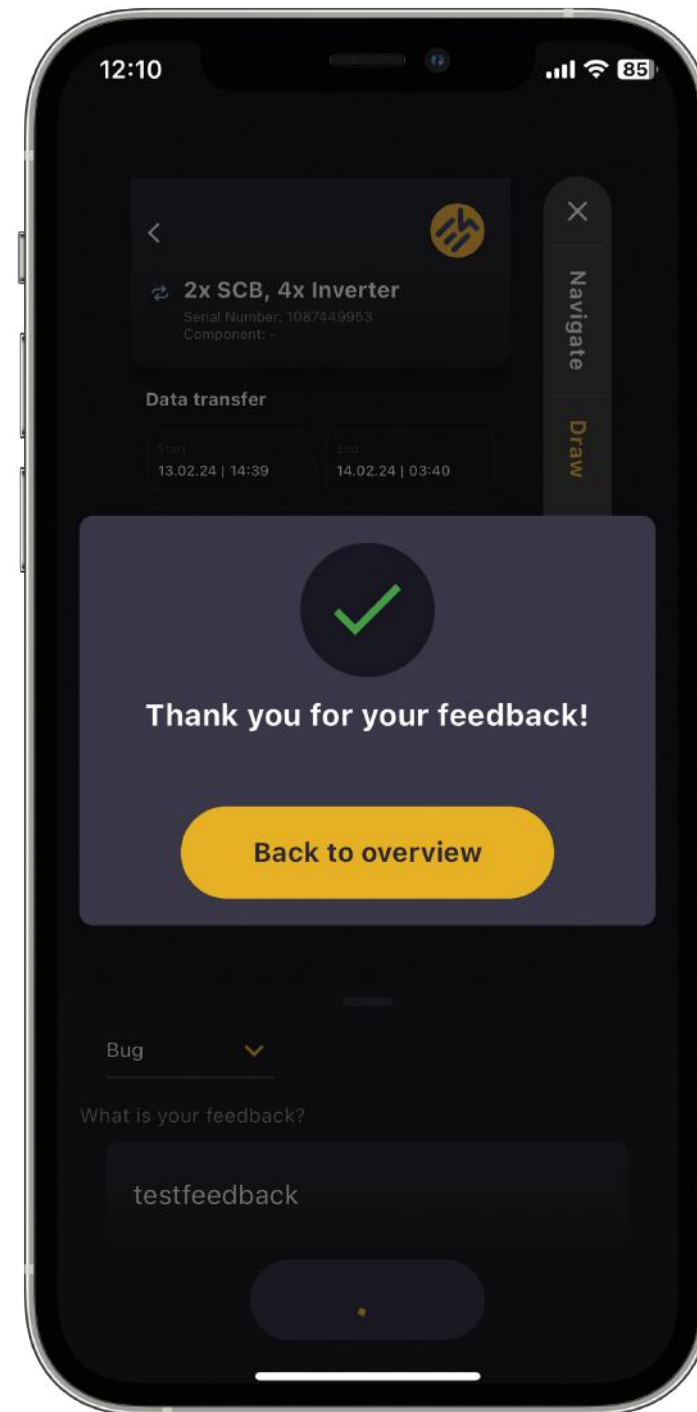 12:10
85
2x SCB, 4x Inverter
Serial Number: 1087449953
Component: -
Navigate
Data transfer
Draw
Start
End
13.02.24 | 14:39
14.02.24 | 03:40
Thank you for your feedback!
Back to overview
Bug
What is your feedback?
testfeedback